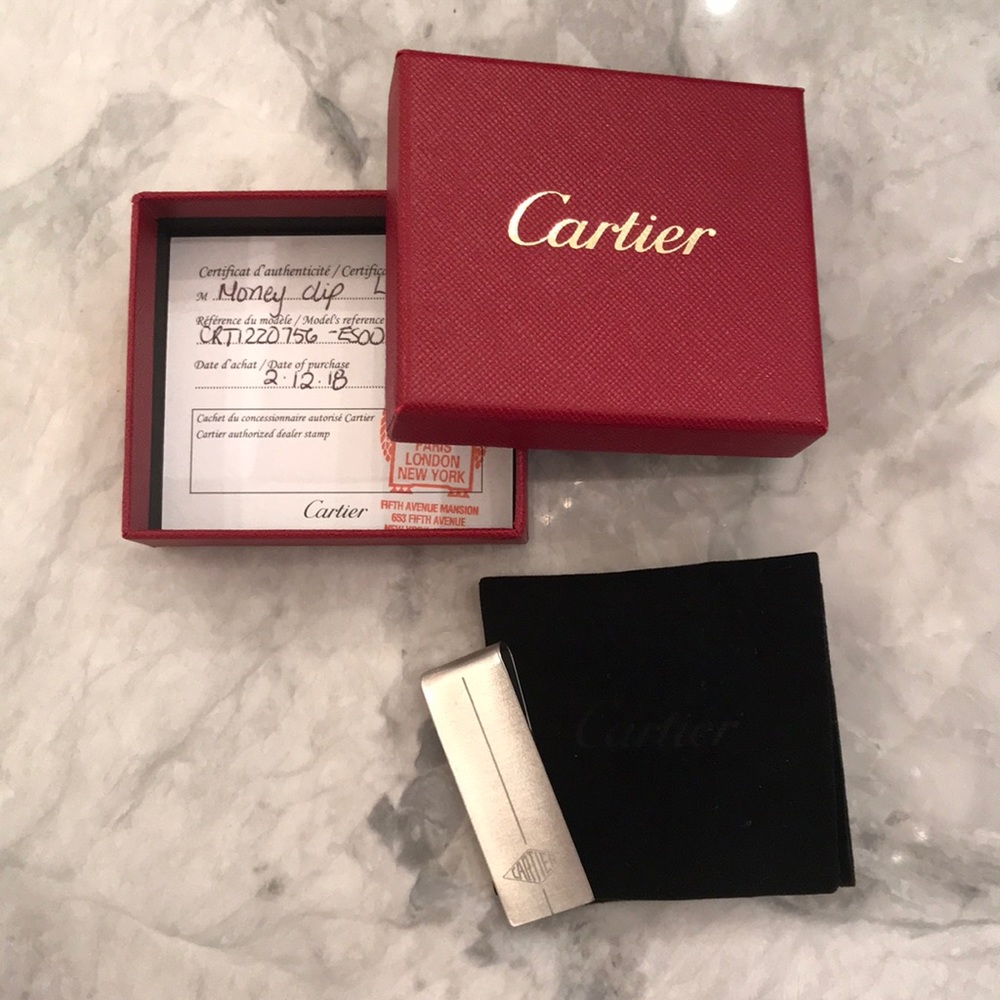 Cartier
Certificat d'authenticité /
M Money clip
Référence du modèle / Model's reference
CRT1220756 -ES00
Date d'achat / Date of purchase
2.12.18
Cachet du concessionnaire autorisé Cartier
Cartier authorized dealer stamp
PARIS
LONDON
NEW YORK
Cartier
FIFTH AVENUE MANSION
653 FIFTH AVENUE
Cartier
CARTIER